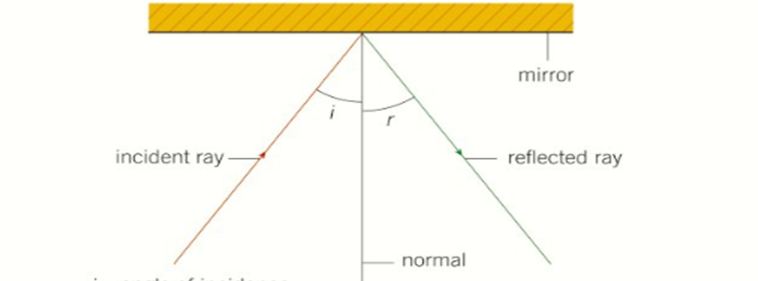 mirror
i
r
incident ray
reflected ray
normal